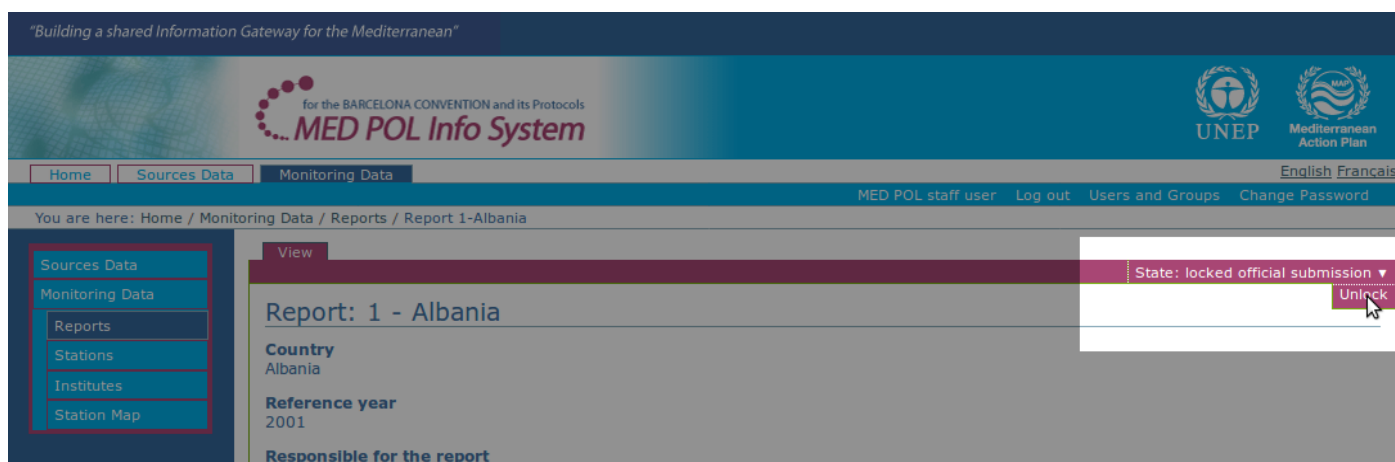 "Building a shared Information Gateway for the Mediterranean"
for the BARCELONA CONVENTION and its Protocols
MED POL Info System
UNEP
MAP
Mediterranean
Action Plan
Home Sources Data Monitoring Data
English Français
MED POL staff user Log out Users and Groups Change Password
You are here: Home / Monitoring Data / Reports / Report 1-Albania
Sources Data
Monitoring Data
Reports
Stations
Institutes
Station Map
View
State: locked official submission ▼
Unlock
Report: 1 - Albania
Country
Albania
Reference year
2001
Responsible for the report